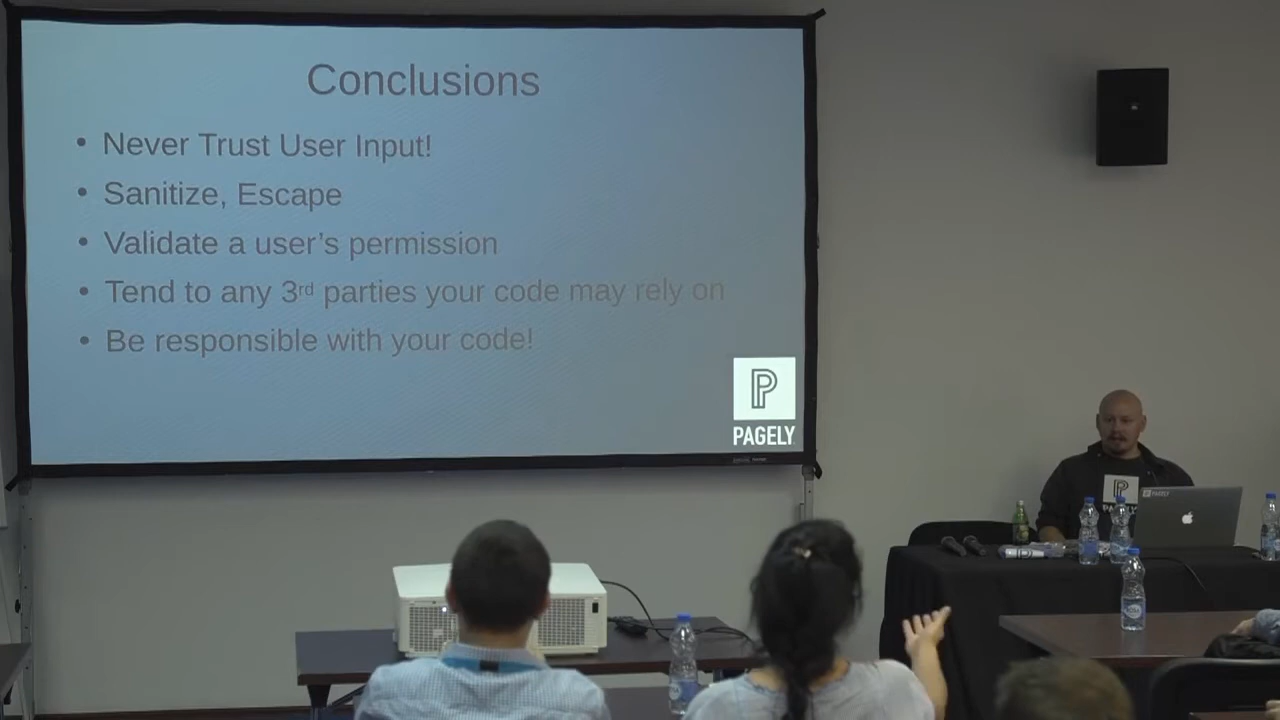 Conclusions
• Never Trust User Input!
• Sanitize, Escape
• Validate a user’s permission
• Tend to any 3rd parties your code may rely on
• Be responsible with your code!
P
PAGELY
P
PAGELY